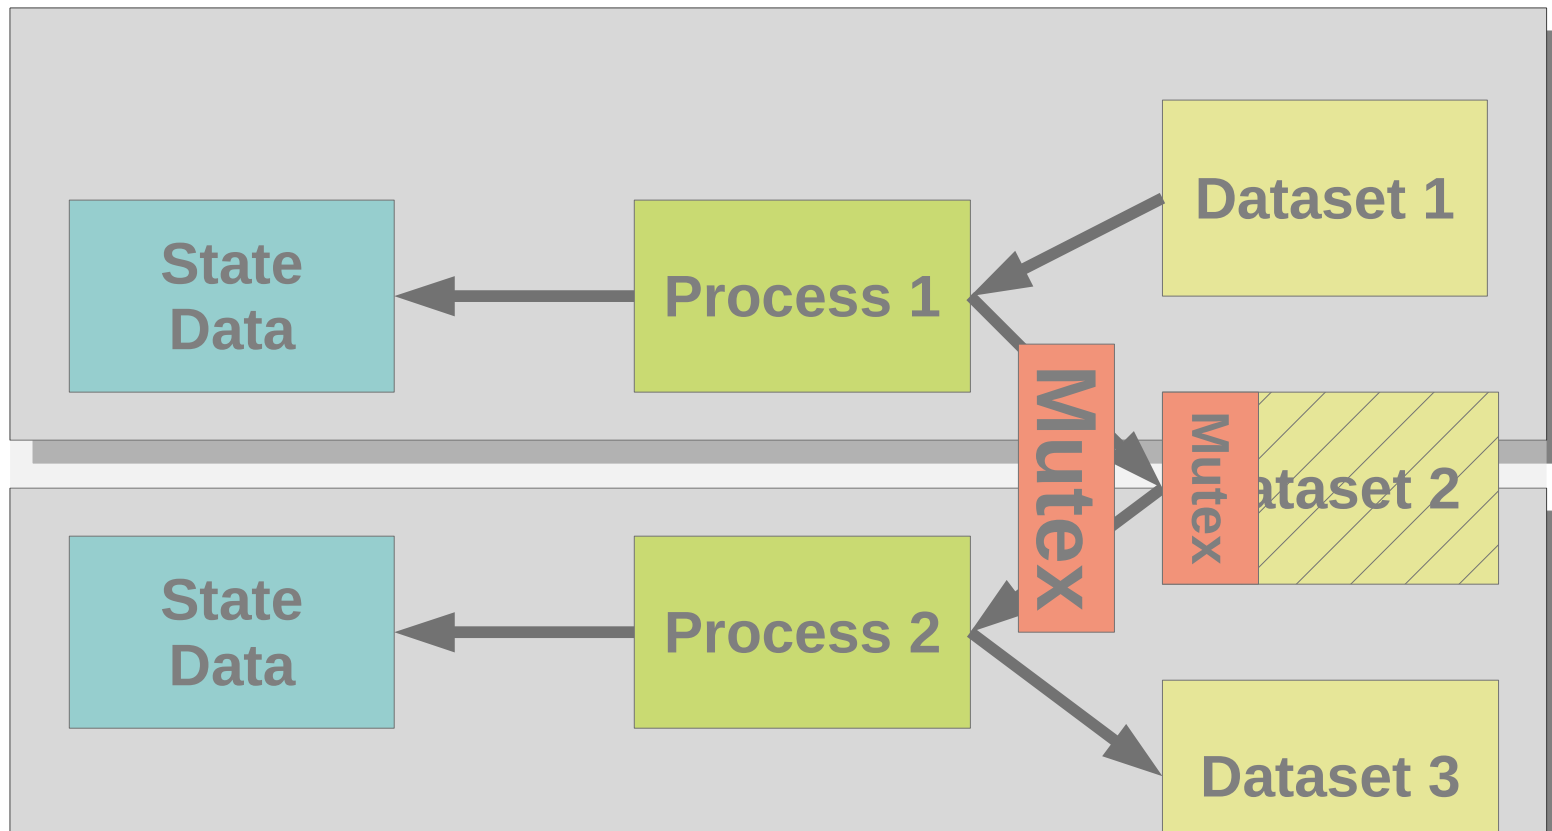 Dataset 1
State
Data
Process 1
Mutex
Mutex
ataset 2
State
Data
Process 2
Dataset 3